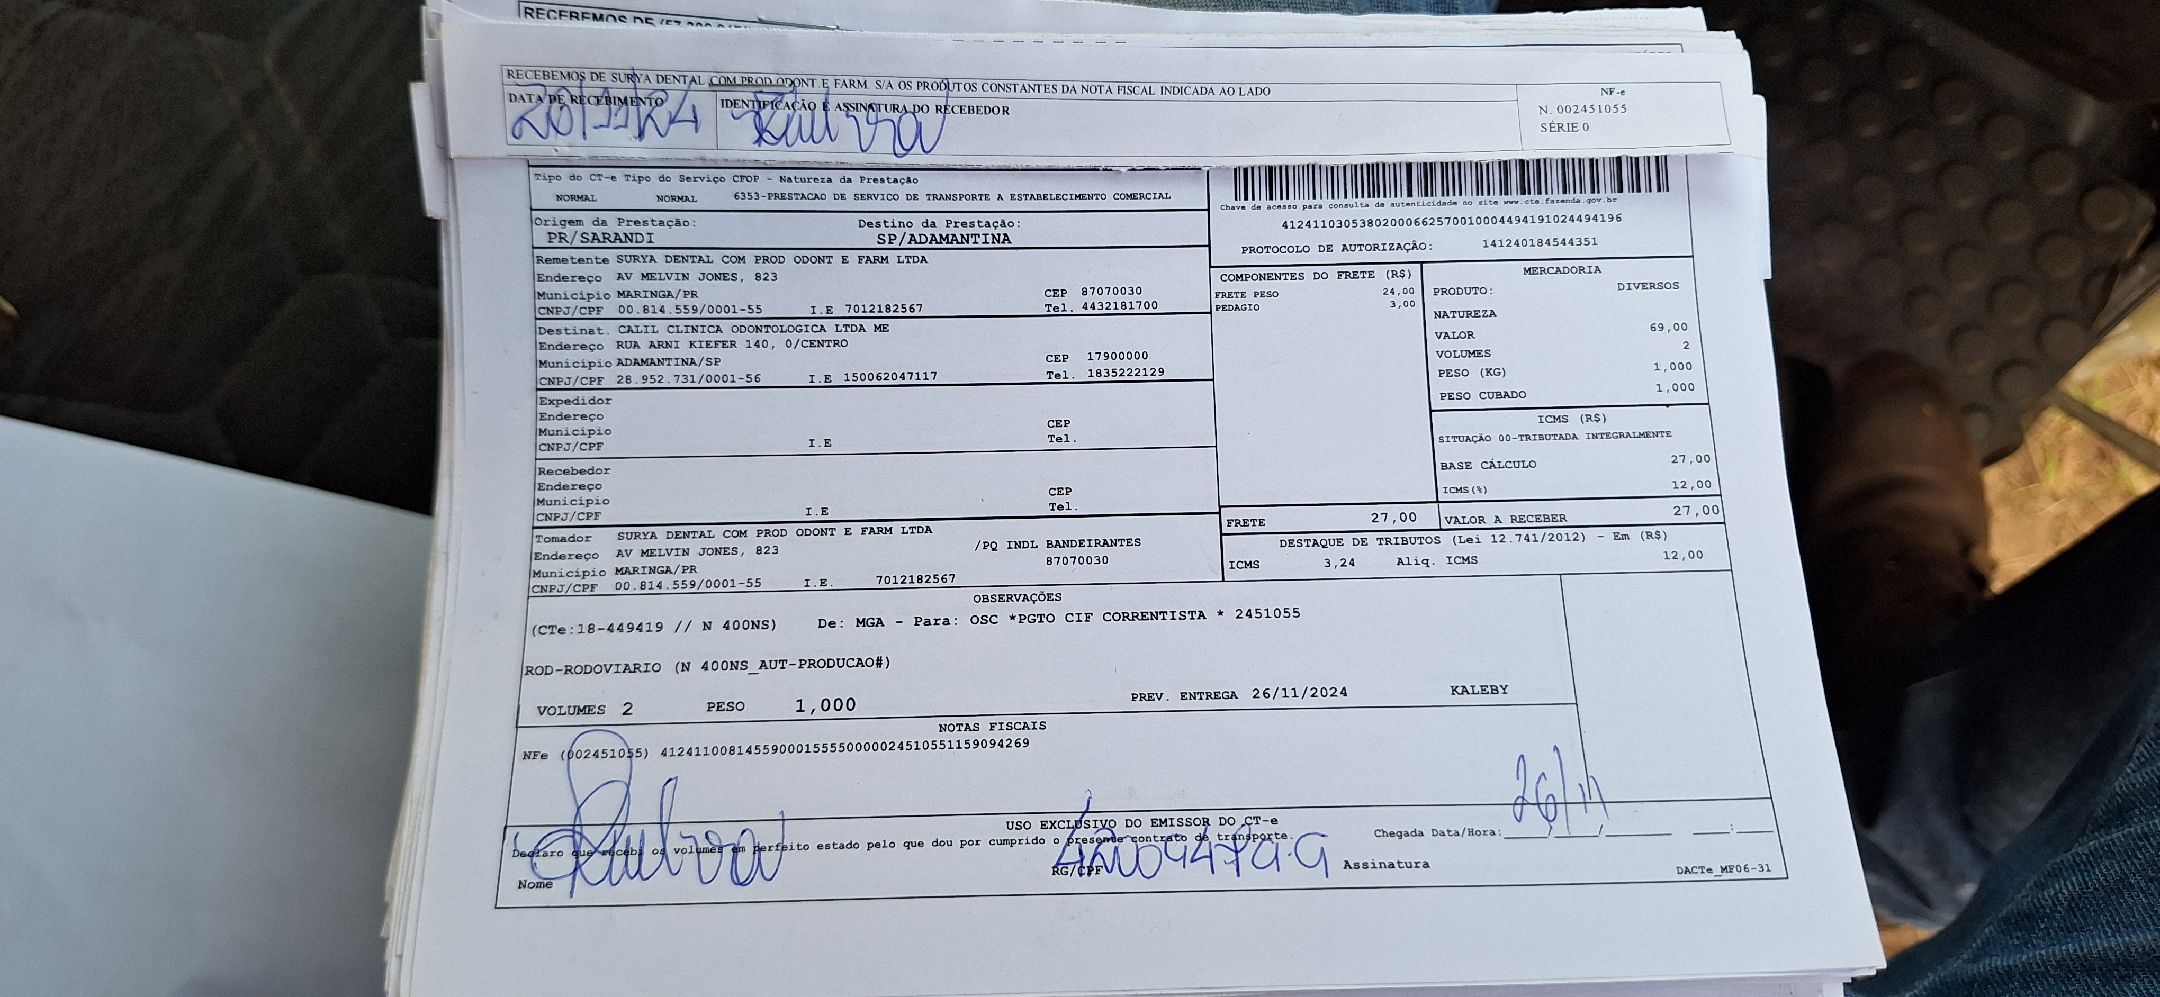 RECEBEMOS DE
RECEBEMOS DE SURYA DENTAL COM PROD ODONT E FARM S/A OS PRODUTOS CONSTANTES DA NOTA FISCAL INDICADA AO LADO
DATA DE RECEBIMENTO IDENTIFICAÇÃO E ASSINATURA DO RECEBEDOR
NF-e
N. 002451055
SÉRIE 0
Tipo do CT-e Tipo do Serviço CFOP - Natureza da Prestação
NORMAL NORMAL 6353-PRESTACAO DE SERVICO DE TRANSPORTE A ESTABELECIMENTO COMERCIAL
Origem da Prestação: Destino da Prestação:
PR/SARANDI SP/ADAMANTINA
Chave de acesso para consulta de autenticidade no site www.cte.fazenda.gov.br
41241103053802000662570010004494191024494196
PROTOCOLO DE AUTORIZAÇÃO: 141240184544351
Remetente SURYA DENTAL COM PROD ODONT E FARM LTDA
Endereço AV MELVIN JONES, 823
Município MARINGA/PR CEP 87070030
CNPJ/CPF 00.814.559/0001-55 I.E 7012182567 Tel. 4432181700
Destinat. CALIL CLINICA ODONTOLOGICA LTDA ME
Endereço RUA ARNI KIEFER 140, 0/CENTRO
Município ADAMANTINA/SP CEP 17900000
CNPJ/CPF 28.952.731/0001-56 I.E 150062047117 Tel. 1835222129
Expedidor
Endereço
Município CEP
CNPJ/CPF I.E Tel.
Recebedor
Endereço
Município CEP
CNPJ/CPF I.E Tel.
Tomador SURYA DENTAL COM PROD ODONT E FARM LTDA
Endereço AV MELVIN JONES, 823 /PQ INDL BANDEIRANTES
Município MARINGA/PR 87070030
CNPJ/CPF 00.814.559/0001-55 I.E. 7012182567
COMPONENTES DO FRETE (R$)
FRETE PESO 24,00
PEDAGIO 3,00
MERCADORIA
PRODUTO: DIVERSOS
NATUREZA
VALOR 69,00
VOLUMES 2
PESO (KG) 1,000
PESO CUBADO 1,000
ICMS (R$)
SITUAÇÃO 00-TRIBUTADA INTEGRALMENTE
BASE CÁLCULO 27,00
ICMS(%) 12,00
FRETE 27,00 VALOR A RECEBER 27,00
DESTAQUE DE TRIBUTOS (Lei 12.741/2012) - Em (R$)
ICMS 3,24 Aliq. ICMS 12,00
OBSERVAÇÕES
(CTe:18-449419 // N 400NS) De: MGA - Para: OSC *PGTO CIF CORRENTISTA * 2451055
ROD-RODOVIARIO (N 400NS_AUT-PRODUCAO#)
VOLUMES 2 PESO 1,000 PREV. ENTREGA 26/11/2024 KALEBY
NOTAS FISCAIS
NFe (002451055) 41241100814559000155550000024510551159094269
26/11
USO EXCLUSIVO DO EMISSOR DO CT-e
Declaro que recebi os volumes em perfeito estado pelo que dou por cumprido o presente contrato de transporte. Chegada Data/Hora:___/___/___ __:__
Nome RG/CPF Assinatura
DACTe_MF06-31